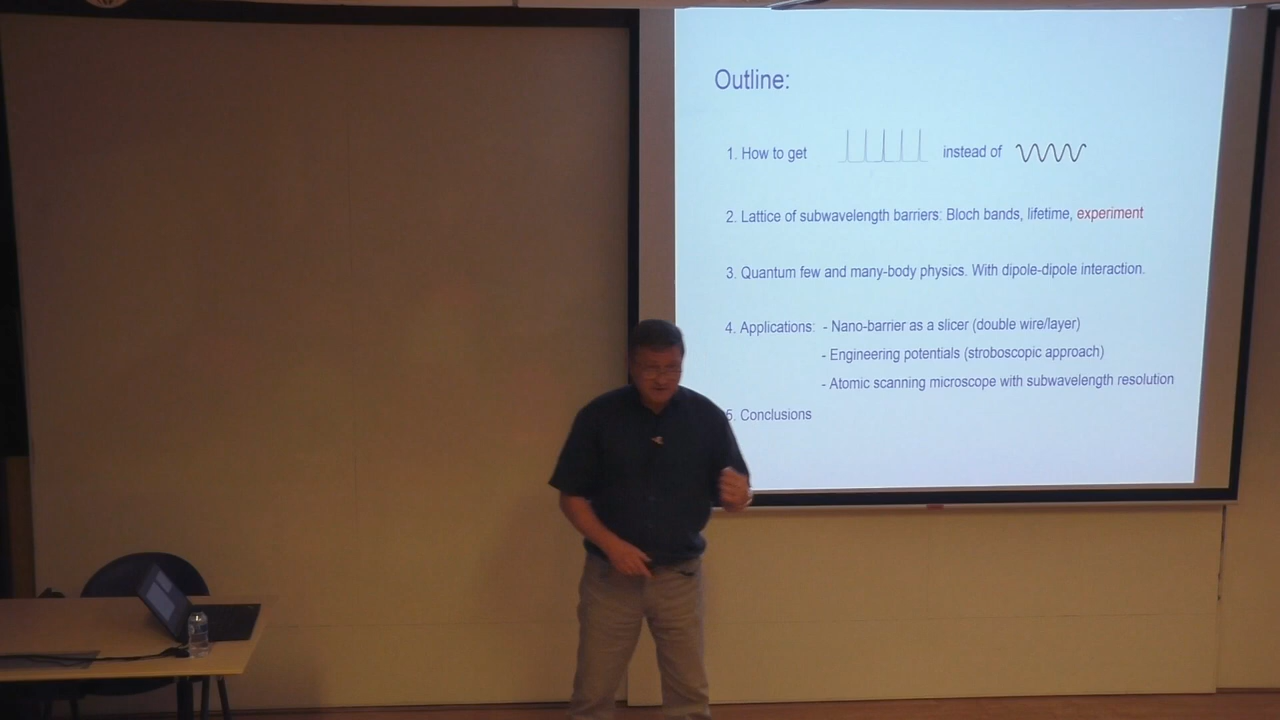 Outline:
1. How to get instead of
2. Lattice of subwavelength barriers: Bloch bands, lifetime, experiment
3. Quantum few and many-body physics. With dipole-dipole interaction.
4. Applications: - Nano-barrier as a slicer (double wire/layer)
- Engineering potentials (stroboscopic approach)
- Atomic scanning microscope with subwavelength resolution
5. Conclusions